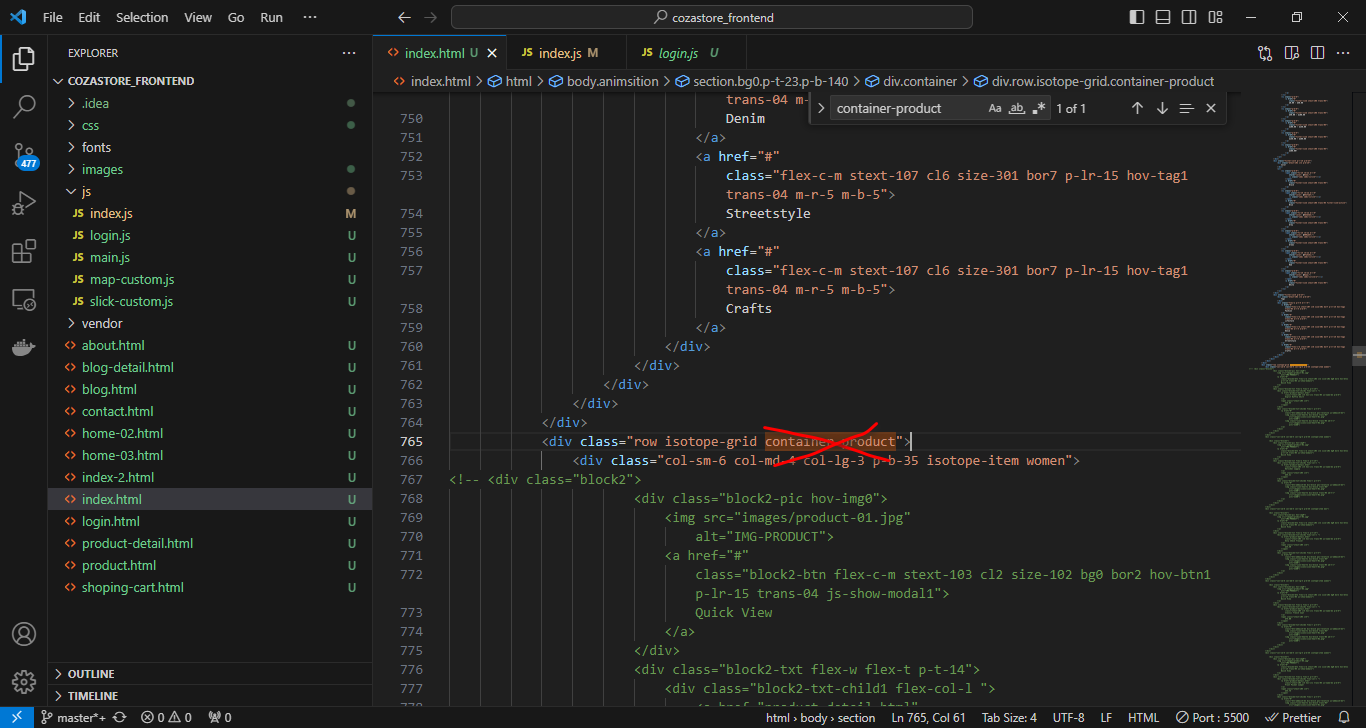 File Edit Selection View Go Run ···
cozastore_frontend
EXPLORER ···
COZASTORE_FRONTEND
.idea
css
fonts
images
js
JS index.js M
JS login.js U
JS main.js U
JS map-custom.js U
JS slick-custom.js U
vendor
<> about.html U
<> blog-detail.html U
<> blog.html U
<> contact.html U
<> home-02.html U
<> home-03.html U
<> index-2.html U
<> index.html U
<> login.html U
<> product-detail.html U
<> product.html U
<> shoping-cart.html U
OUTLINE
TIMELINE
477
<> index.html U
JS index.js M
JS login.js U
<> index.html > html > body.animsition > section.bg0.p-t-23.p-b-140 > div.container > div.row.isotope-grid.container-product
container-product Aa ab .* 1 of 1
trans-04 m-
750 Denim
751 </a>
752 <a href="#"
753 class="flex-c-m stext-107 cl6 size-301 bor7 p-lr-15 hov-tag1
trans-04 m-r-5 m-b-5">
754 Streetstyle
755 </a>
756 <a href="#"
757 class="flex-c-m stext-107 cl6 size-301 bor7 p-lr-15 hov-tag1
trans-04 m-r-5 m-b-5">
758 Crafts
759 </a>
760 </div>
761 </div>
762 </div>
763 </div>
764 </div>
765 <div class="row isotope-grid container-product">
766 <div class="col-sm-6 col-md-4 col-lg-3 p-b-35 isotope-item women">
767 <!-- <div class="block2">
768 <div class="block2-pic hov-img0">
769 <img src="images/product-01.jpg"
770 alt="IMG-PRODUCT">
771 <a href="#"
772 class="block2-btn flex-c-m stext-103 cl2 size-102 bg0 bor2 hov-btn1
p-lr-15 trans-04 js-show-modal1">
773 Quick View
774 </a>
775 </div>
776 <div class="block2-txt flex-w flex-t p-t-14">
777 <div class="block2-txt-child1 flex-col-l ">
<a href="product-detail.html"
master*+ 0 0 0 html > body > section Ln 765, Col 61 Tab Size: 4 UTF-8 LF HTML Port : 5500 Prettier